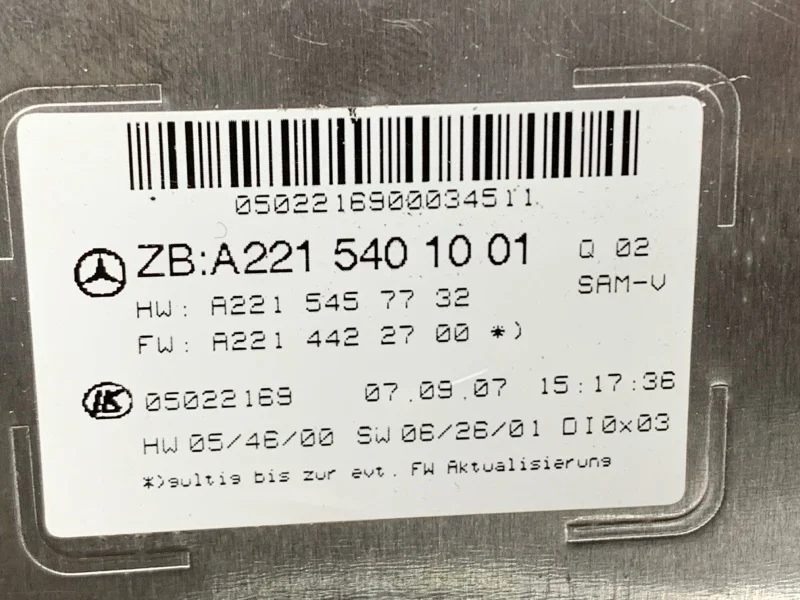 0502216900034511
ZB:A221 540 10 01 Q 02
HW: A221 545 77 32 SAM-V
FW: A221 442 27 00 *)
05022169 07.09.07 15:17:36
HW 05/46/00 SW 06/26/01 DI0x03
*)gultig bis zur evt. FW Aktualisierung